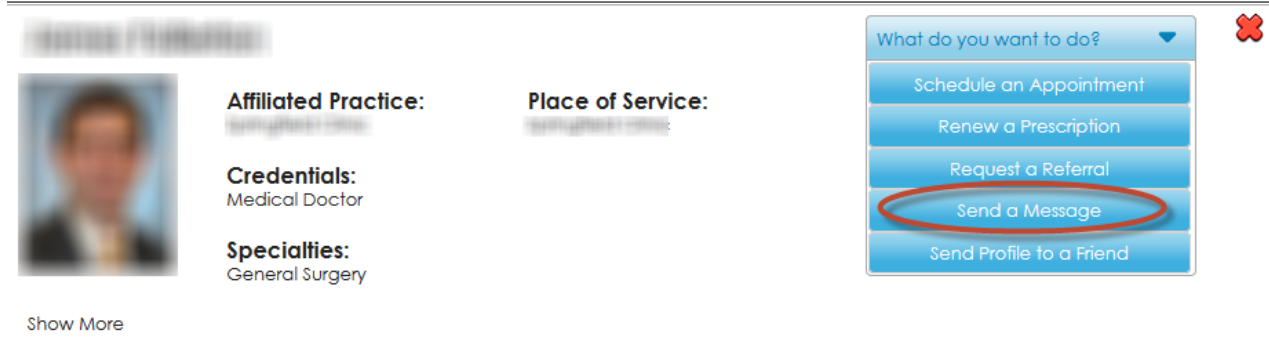 What do you want to do?
Schedule an Appointment
Renew a Prescription
Request a Referral
Send a Message
Send Profile to a Friend
Affiliated Practice:
Place of Service:
Credentials:
Medical Doctor
Specialties:
General Surgery
Show More